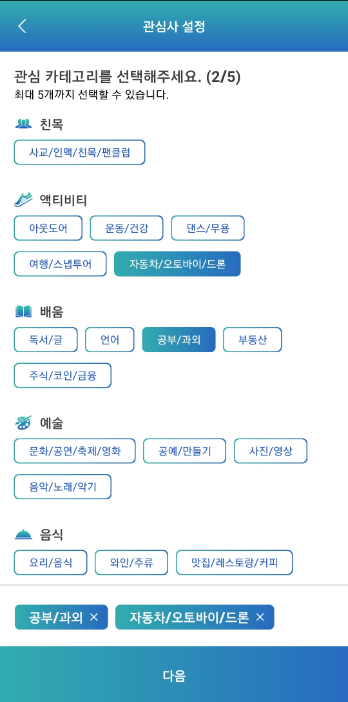 관심사 설정
관심 카테고리를 선택해주세요. (2/5)
최대 5개까지 선택할 수 있습니다.
친목
사교/인맥/친목/팬클럽
액티비티
아웃도어 운동/건강 댄스/무용
여행/스냅투어 자동차/오토바이/드론
배움
독서/글 언어 공부/과외 부동산
주식/코인/금융
예술
문화/공연/축제/영화 공예/만들기 사진/영상
음악/노래/악기
음식
요리/음식 와인/주류 맛집/레스토랑/커피
공부/과외 × 자동차/오토바이/드론 ×
다음